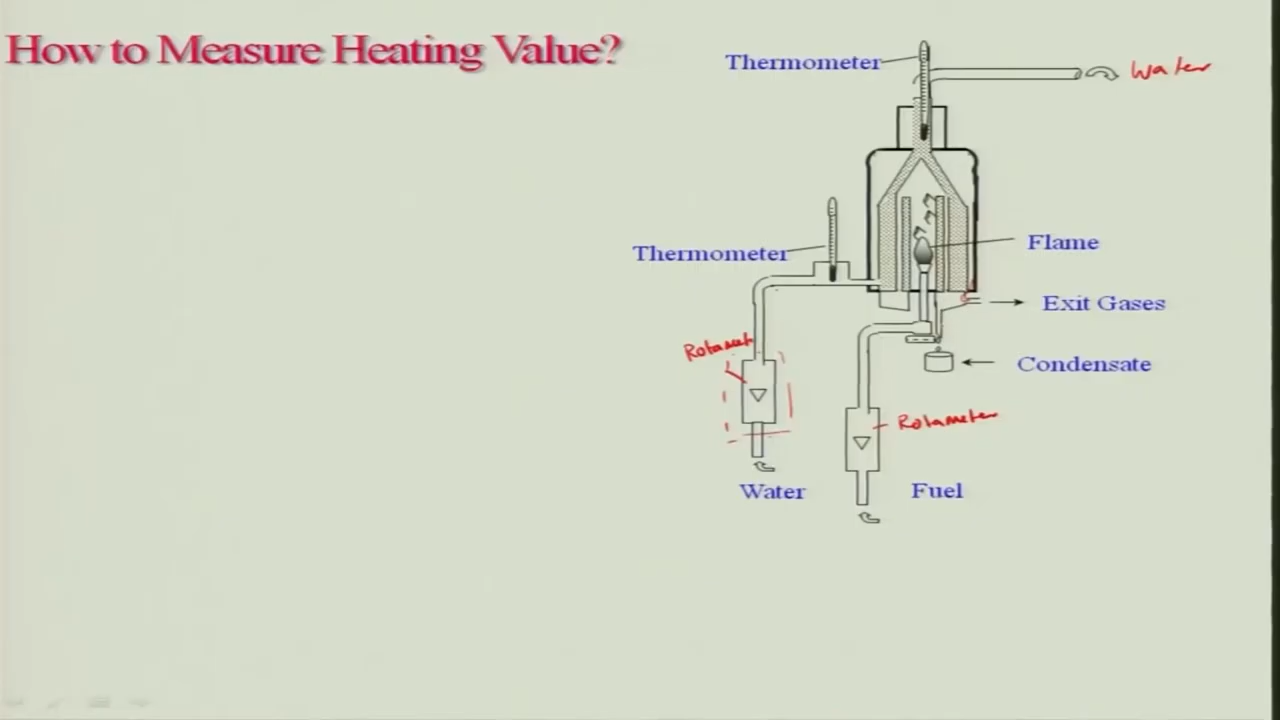 How to Measure Heating Value?
Thermometer
Water
Thermometer
Flame
Exit Gases
Rotameter
Condensate
Rotameter
Water
Fuel